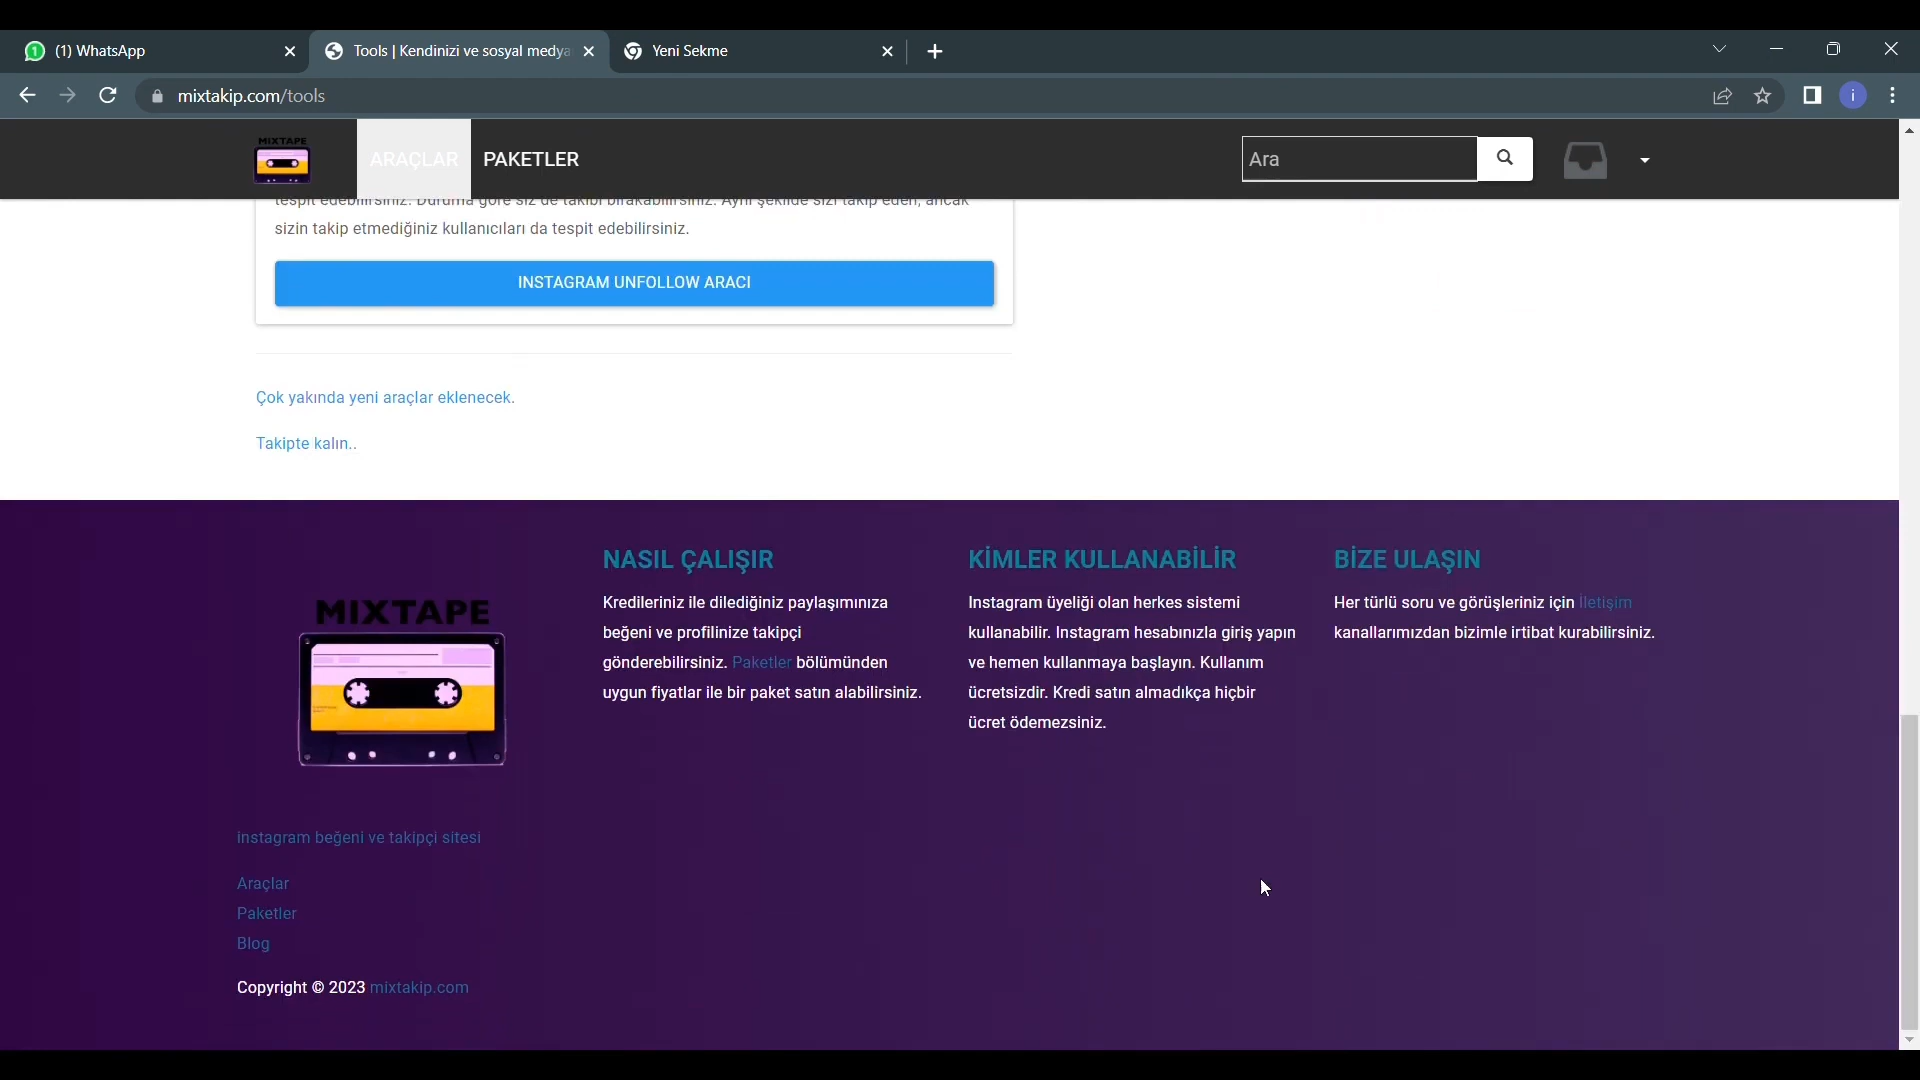 (1) WhatsApp
Tools | Kendinizi ve sosyal medya
Yeni Sekme
mixtakip.com/tools
MIXTAPE
ARAÇLAR
PAKETLER
Ara
i
tespit edebilirsiniz. Duruma göre siz de takibi bırakabilirsiniz. Aynı şekilde sizi takip eden, ancak
sizin takip etmediğiniz kullanıcıları da tespit edebilirsiniz.
INSTAGRAM UNFOLLOW ARACI
Çok yakında yeni araçlar eklenecek.
Takipte kalın..
MIXTAPE
instagram beğeni ve takipçi sitesi
Araçlar
Paketler
Blog
Copyright © 2023 mixtakip.com
NASIL ÇALIŞIR
Kredileriniz ile dilediğiniz paylaşımınıza
beğeni ve profilinize takipçi
gönderebilirsiniz. Paketler bölümünden
uygun fiyatlar ile bir paket satın alabilirsiniz.
KİMLER KULLANABİLİR
Instagram üyeliği olan herkes sistemi
kullanabilir. Instagram hesabınızla giriş yapın
ve hemen kullanmaya başlayın. Kullanım
ücretsizdir. Kredi satın almadıkça hiçbir
ücret ödemezsiniz.
BİZE ULAŞIN
Her türlü soru ve görüşleriniz için İletişim
kanallarımızdan bizimle irtibat kurabilirsiniz.